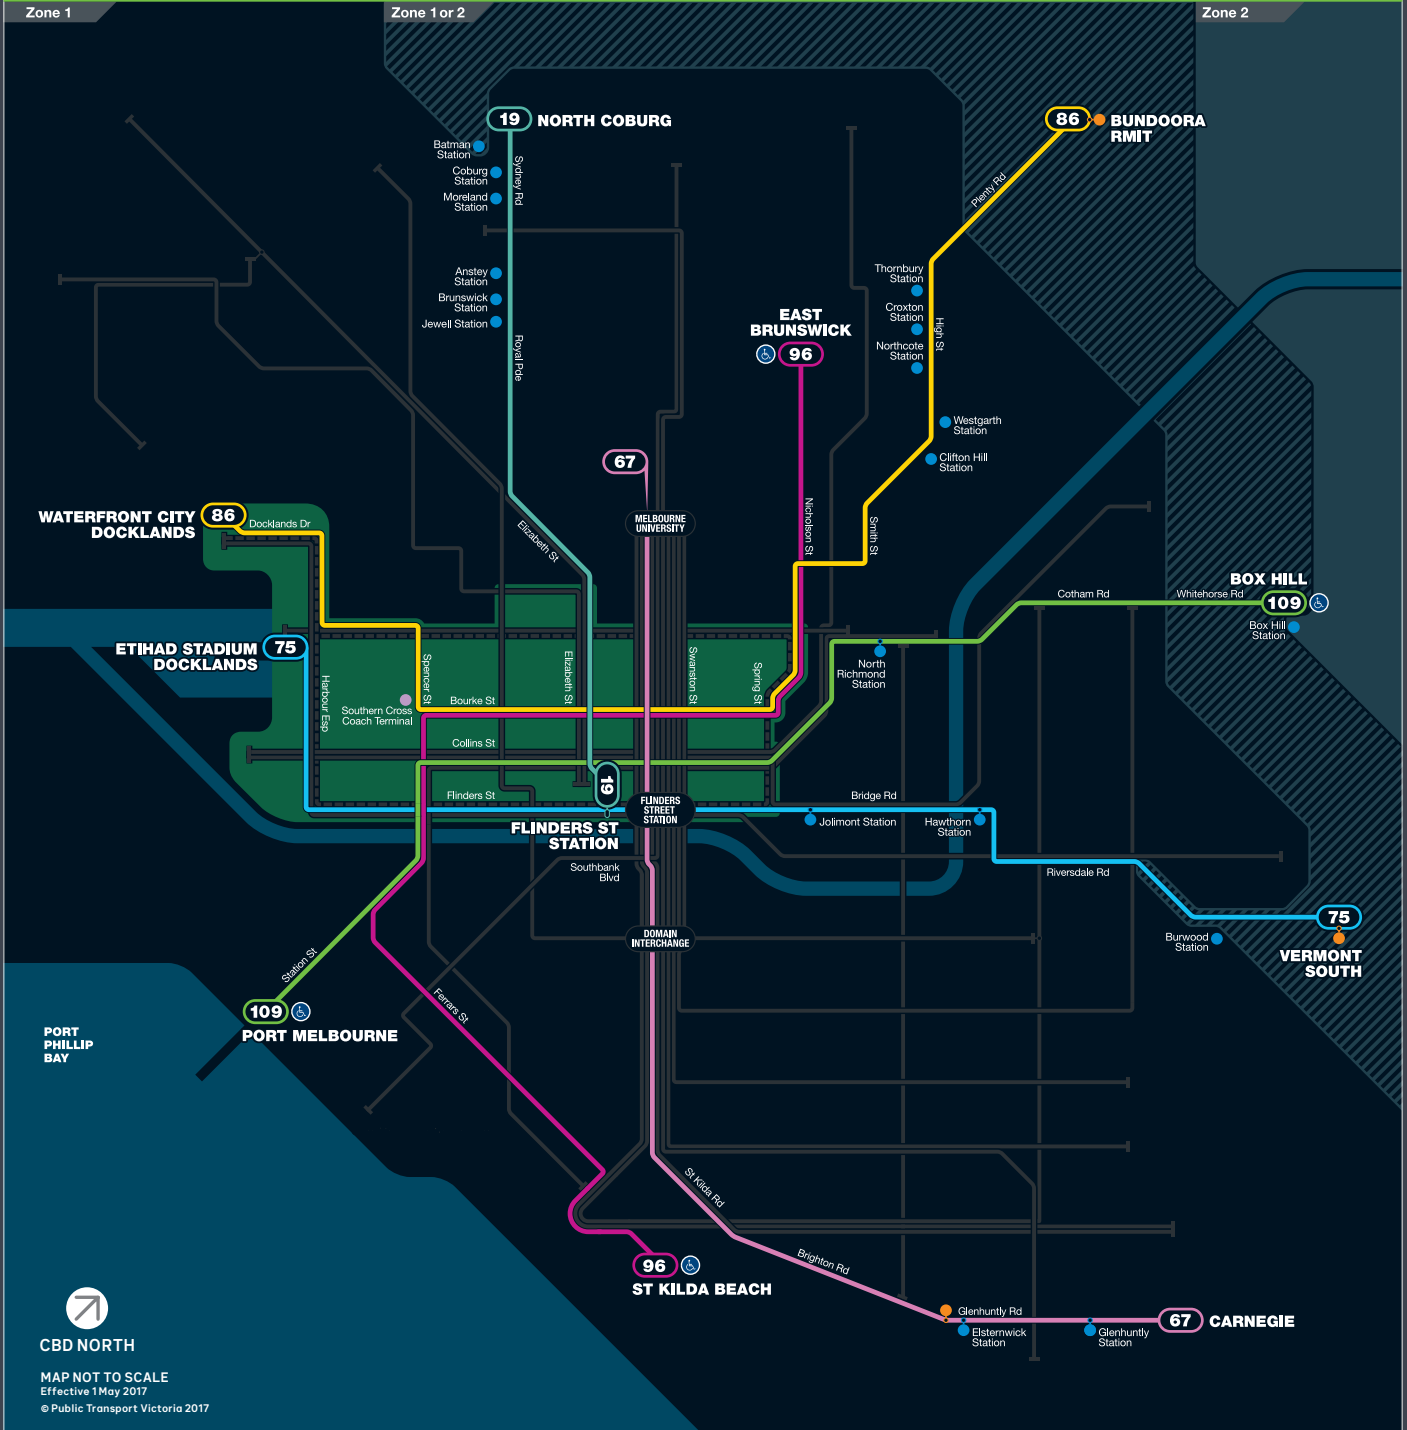 Zone 1
Zone 1 or 2
Zone 2
19
NORTH COBURG
86
BUNDOORA
RMIT
Batman
Station
Coburg
Station
Moreland
Station
Sydney Rd
Plenty Rd
Anstey
Station
Brunswick
Station
Jewell Station
Royal Pde
Thornbury
Station
Croxton
Station
Northcote
Station
High St
EAST
BRUNSWICK
96
Westgarth
Station
Clifton Hill
Station
67
WATERFRONT CITY
DOCKLANDS
86
Docklands Dr
Elizabeth St
MELBOURNE
UNIVERSITY
Nicholson St
Smith St
BOX HILL
109
Cotham Rd
Whitehorse Rd
Box Hill
Station
ETIHAD STADIUM
DOCKLANDS
75
Harbour Esp
Southern Cross
Coach Terminal
Spencer St
Bourke St
Elizabeth St
Swanston St
Spring St
North
Richmond
Station
Collins St
Flinders St
19
FLINDERS
STREET
STATION
FLINDERS ST
STATION
Bridge Rd
Jolimont Station
Hawthorn
Station
Southbank
Blvd
Riversdale Rd
75
VERMONT
SOUTH
Burwood
Station
DOMAIN
INTERCHANGE
Station St
109
PORT MELBOURNE
Ferrars St
PORT
PHILLIP
BAY
St Kilda Rd
Brighton Rd
96
ST KILDA BEACH
Glenhuntly Rd
Elsternwick
Station
Glenhuntly
Station
67
CARNEGIE
CBD NORTH
MAP NOT TO SCALE
Effective 1 May 2017
© Public Transport Victoria 2017